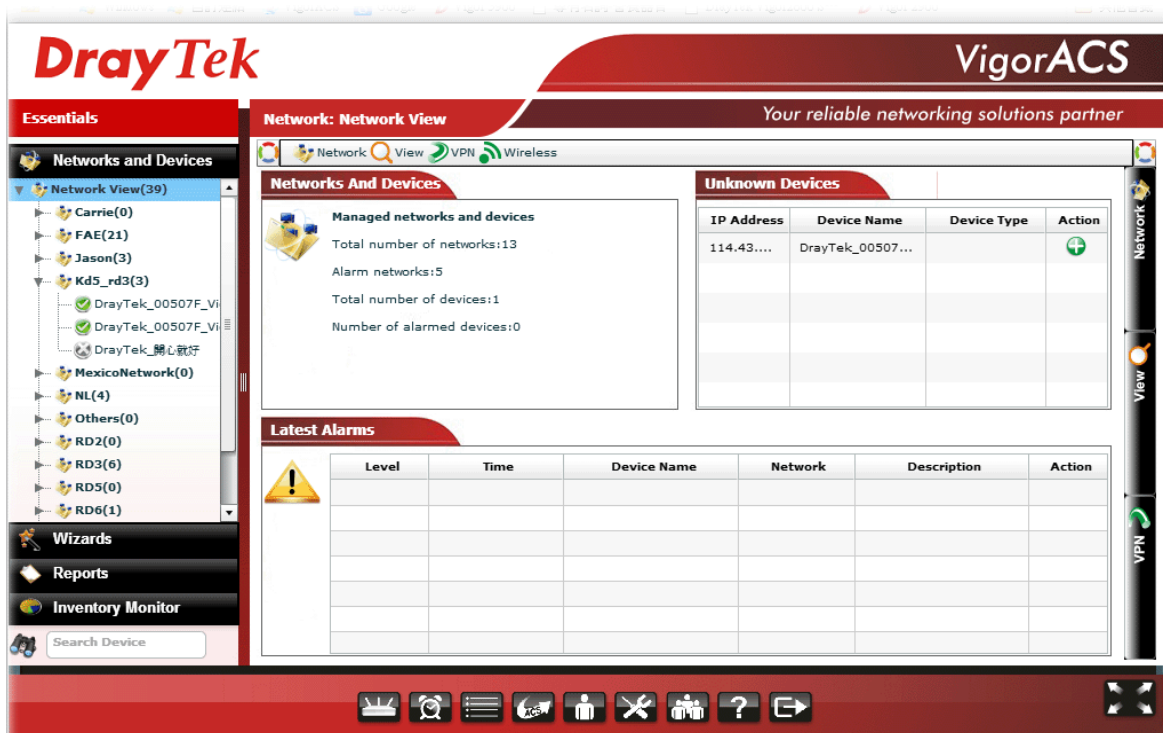 DrayTek
VigorACS
Essentials
Network: Network View
Your reliable networking solutions partner
Networks and Devices
Network View(39)
Carrie(0)
FAE(21)
Jason(3)
Kd5_rd3(3)
DrayTek_00507F_Vi
DrayTek_00507F_Vi
DrayTek_開心就好
MexicoNetwork(0)
NL(4)
Others(0)
RD2(0)
RD3(6)
RD5(0)
RD6(1)
Wizards
Reports
Inventory Monitor
Search Device
Network View VPN Wireless
Networks And Devices
Managed networks and devices
Total number of networks:13
Alarm networks:5
Total number of devices:1
Number of alarmed devices:0
Unknown Devices
IP Address Device Name Device Type Action
114.43.... DrayTek_00507...
Latest Alarms
Level Time Device Name Network Description Action
Network
View
VPN
ACS
?